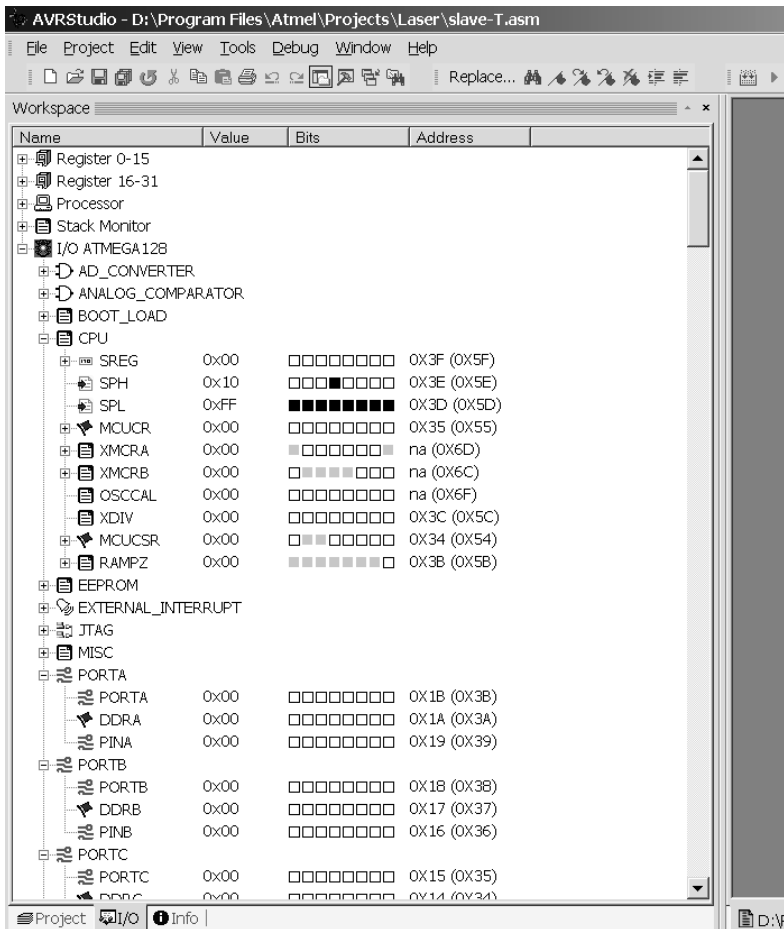 AVRStudio - D:\Program Files\Atmel\Projects\Laser\slave-T.asm
File Project Edit View Tools Debug Window Help
Replace...
Workspace
Name Value Bits Address
Register 0-15
Register 16-31
Processor
Stack Monitor
I/O ATMEGA128
AD_CONVERTER
ANALOG_COMPARATOR
BOOT_LOAD
CPU
SREG 0x00 0X3F (0X5F)
SPH 0x10 0X3E (0X5E)
SPL 0xFF 0X3D (0X5D)
MCUCR 0x00 0X35 (0X55)
XMCRA 0x00 na (0X6D)
XMCRB 0x00 na (0X6C)
OSCCAL 0x00 na (0X6F)
XDIV 0x00 0X3C (0X5C)
MCUCSR 0x00 0X34 (0X54)
RAMPZ 0x00 0X3B (0X5B)
EEPROM
EXTERNAL_INTERRUPT
JTAG
MISC
PORTA
PORTA 0x00 0X1B (0X3B)
DDRA 0x00 0X1A (0X3A)
PINA 0x00 0X19 (0X39)
PORTB
PORTB 0x00 0X18 (0X38)
DDRB 0x00 0X17 (0X37)
PINB 0x00 0X16 (0X36)
PORTC
PORTC 0x00 0X15 (0X35)
DDRC 0x00 0X14 (0X34)
Project I/O Info
D:\P